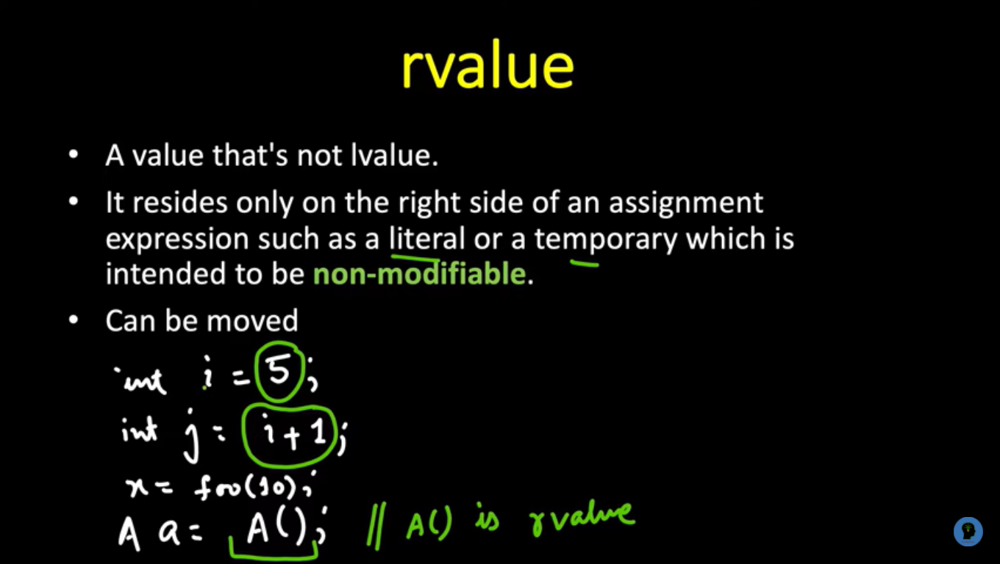 rvalue
• A value that's not lvalue.
• It resides only on the right side of an assignment
expression such as a literal or a temporary which is
intended to be non-modifiable.
• Can be moved
int i = 5;
int j = i+1;
x = foo(10);
A a = A(); // A() is rvalue